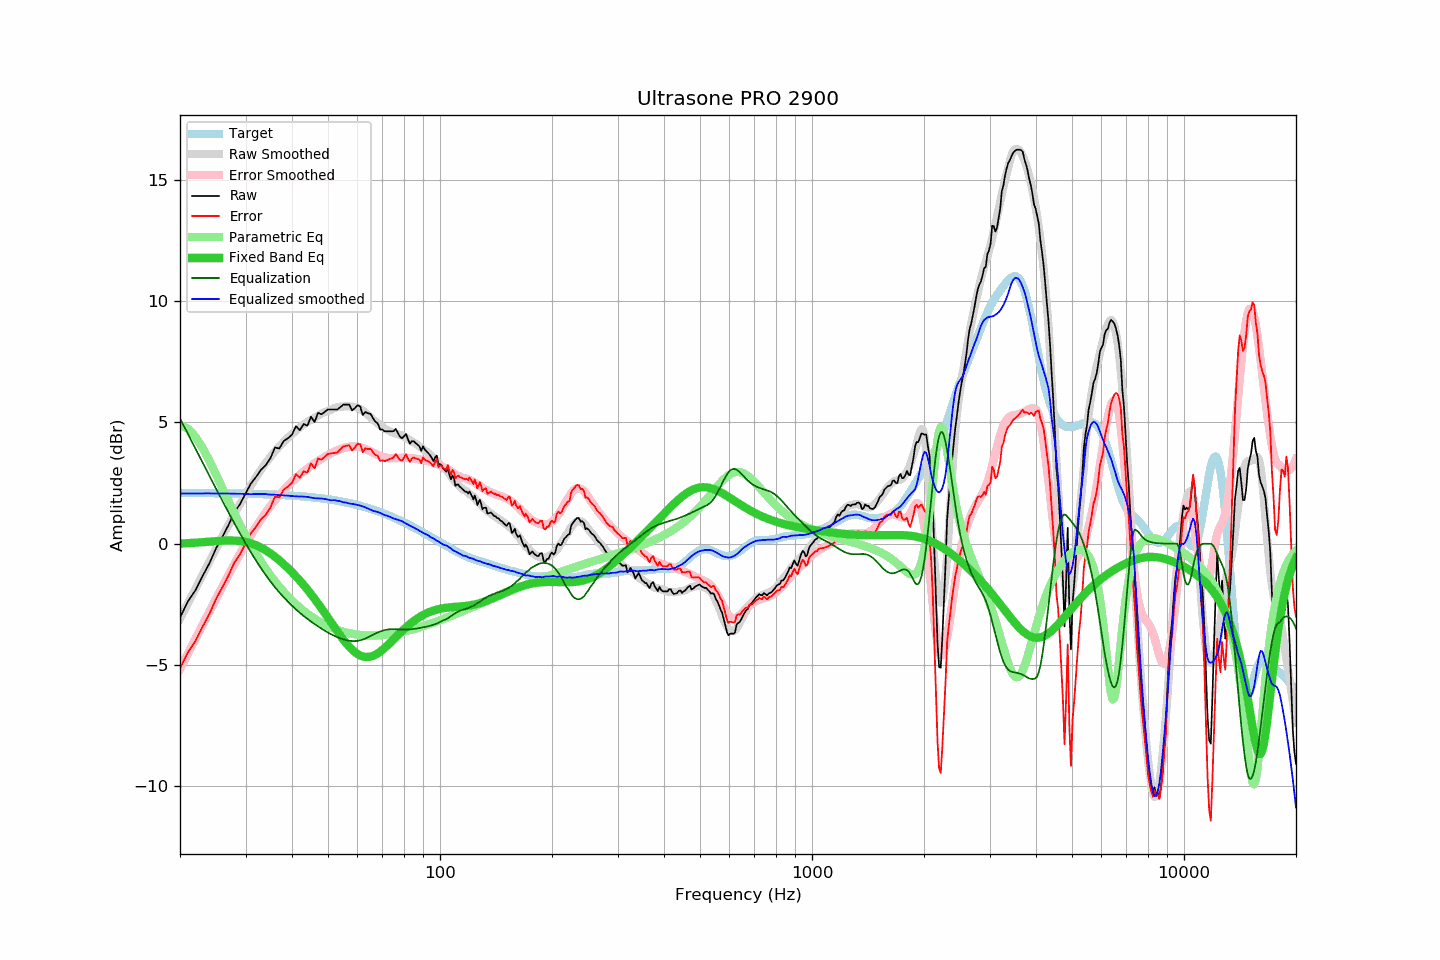 Ultrasone PRO 2900
Target
Raw Smoothed
Error Smoothed
Raw
Error
Parametric Eq
Fixed Band Eq
Equalization
Equalized smoothed
Amplitude (dBr)
15
10
5
0
−5
−10
100
1000
10000
Frequency (Hz)